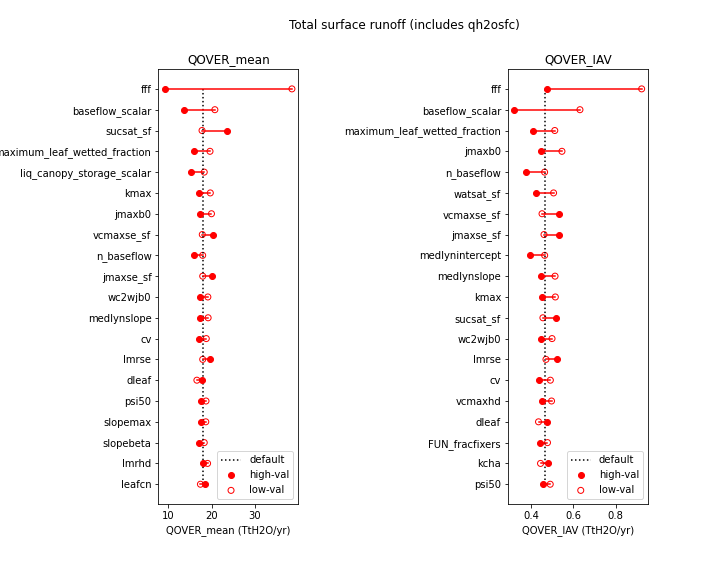 Total surface runoff (includes qh2osfc)
QOVER_mean
fff
baseflow_scalar
sucsat_sf
maximum_leaf_wetted_fraction
liq_canopy_storage_scalar
kmax
jmaxb0
vcmaxse_sf
n_baseflow
jmaxse_sf
wc2wjb0
medlynslope
cv
lmrse
dleaf
psi50
slopemax
slopebeta
lmrhd
leafcn
default
high-val
low-val
10 20 30
QOVER_mean (TtH2O/yr)
QOVER_IAV
fff
baseflow_scalar
maximum_leaf_wetted_fraction
jmaxb0
n_baseflow
watsat_sf
vcmaxse_sf
jmaxse_sf
medlynintercept
medlynslope
kmax
sucsat_sf
wc2wjb0
lmrse
cv
vcmaxhd
dleaf
FUN_fracfixers
kcha
psi50
default
high-val
low-val
0.4 0.6 0.8
QOVER_IAV (TtH2O/yr)